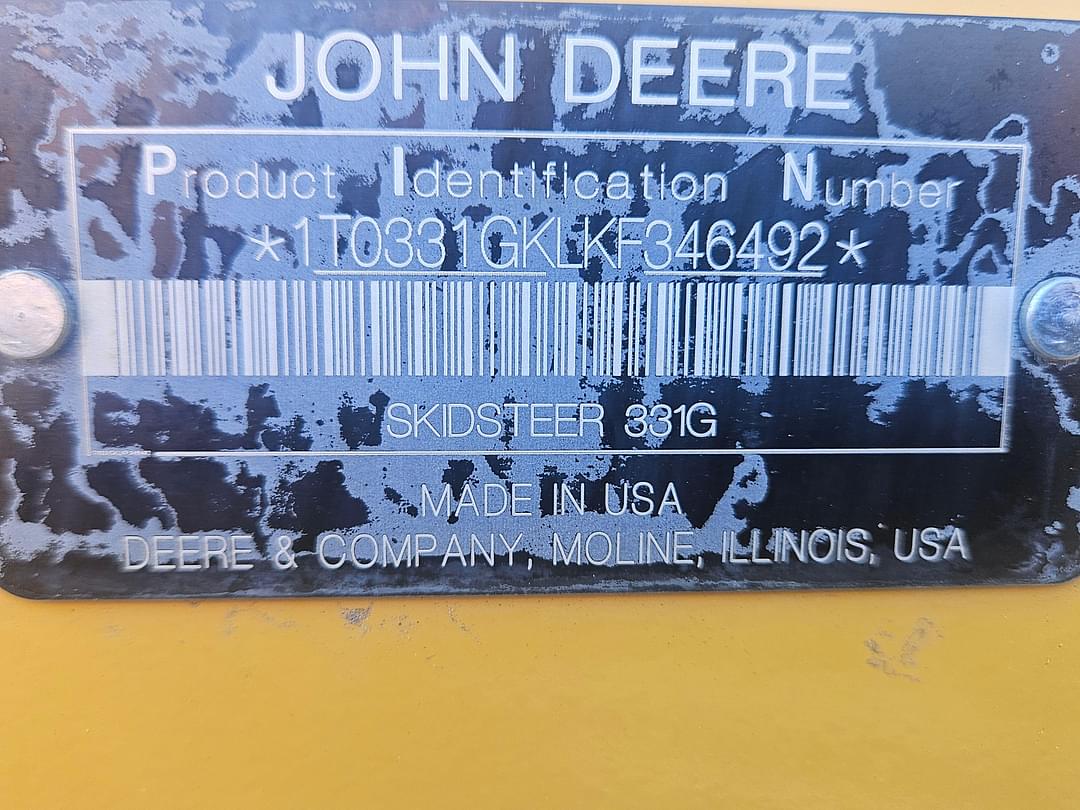 JOHN DEERE
Product Identification Number
*1T0331GKLKF346492*
SKIDSTEER 331G
MADE IN USA
DEERE & COMPANY, MOLINE, ILLINOIS, USA